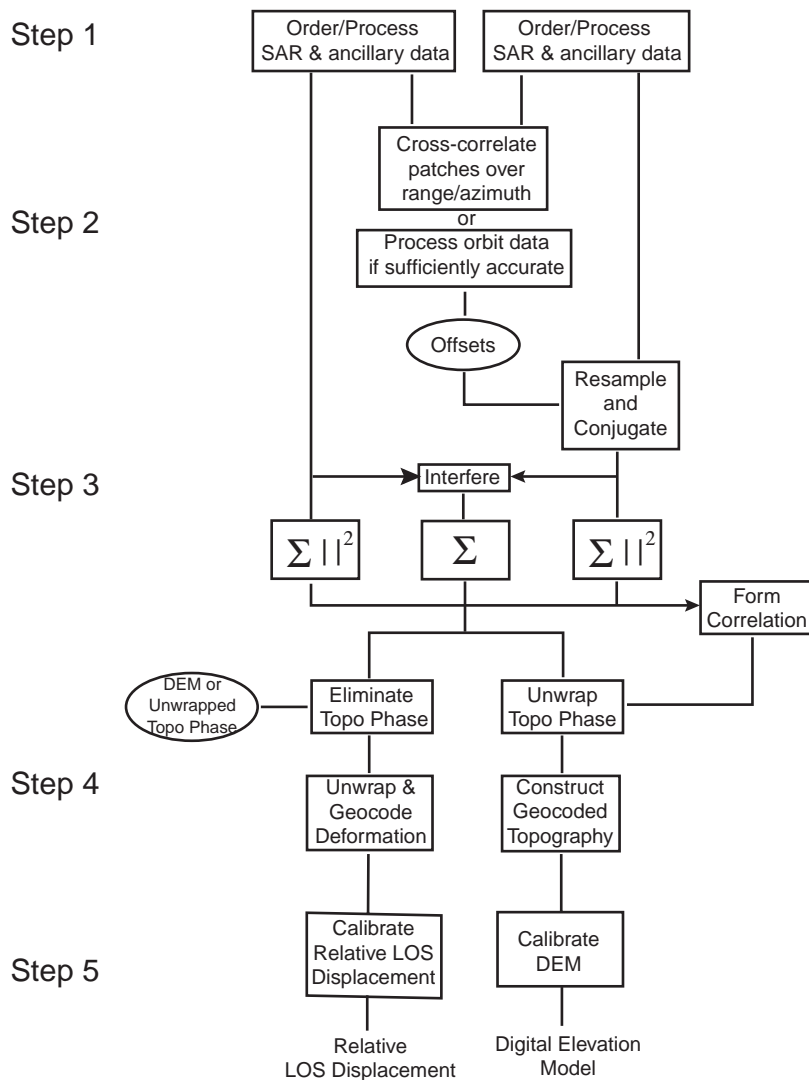 Step 1
Order/Process
SAR & ancillary data
Order/Process
SAR & ancillary data
Step 2
Cross-correlate
patches over
range/azimuth
or
Process orbit data
if sufficiently accurate
Offsets
Resample
and
Conjugate
Step 3
Interfere
Σ | |²
Σ
Σ | |²
Form
Correlation
DEM or
Unwrapped
Topo Phase
Eliminate
Topo Phase
Unwrap
Topo Phase
Step 4
Unwrap &
Geocode
Deformation
Construct
Geocoded
Topography
Step 5
Calibrate
Relative LOS
Displacement
Calibrate
DEM
Relative
LOS Displacement
Digital Elevation
Model